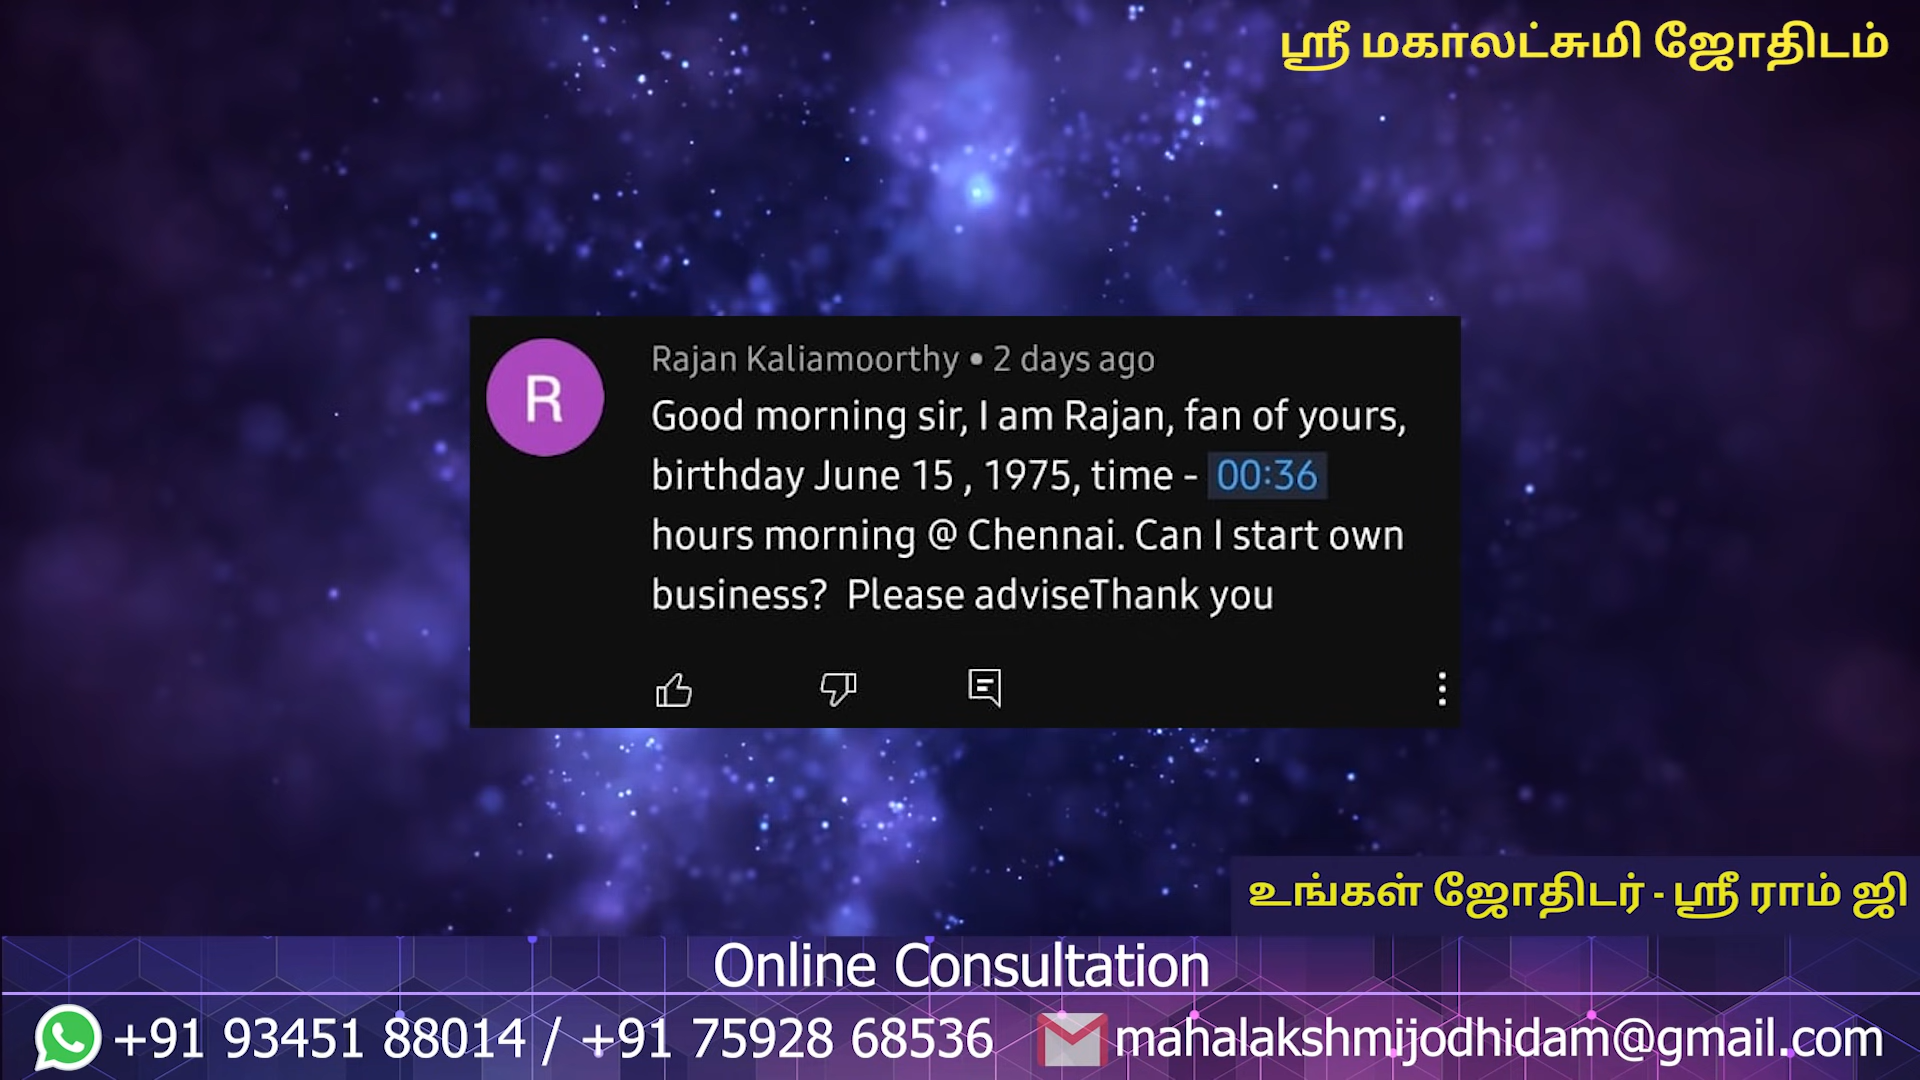 ஸ்ரீ மகாலட்சுமி ஜோதிடம்
R
Rajan Kaliamoorthy • 2 days ago
Good morning sir, I am Rajan, fan of yours,
birthday June 15 , 1975, time - 00:36
hours morning @ Chennai. Can I start own
business?  Please adviseThank you
உங்கள் ஜோதிடர் - ஸ்ரீ ராம் ஜி
Online Consultation
+91 93451 88014 / +91 75928 68536 mahalakshmijodhidam@gmail.com